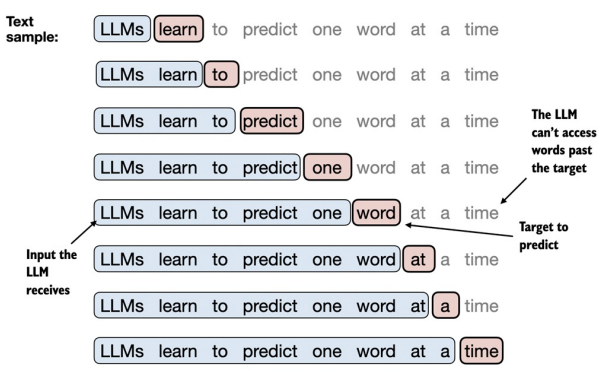 Text
sample:
LLMs learn to predict one word at a time
LLMs learn to predict one word at a time
LLMs learn to predict one word at a time
LLMs learn to predict one word at a time
LLMs learn to predict one word at a time
LLMs learn to predict one word at a time
LLMs learn to predict one word at a time
LLMs learn to predict one word at a time
The LLM
can't access
words past
the target
Target to
predict
Input the
LLM
receives